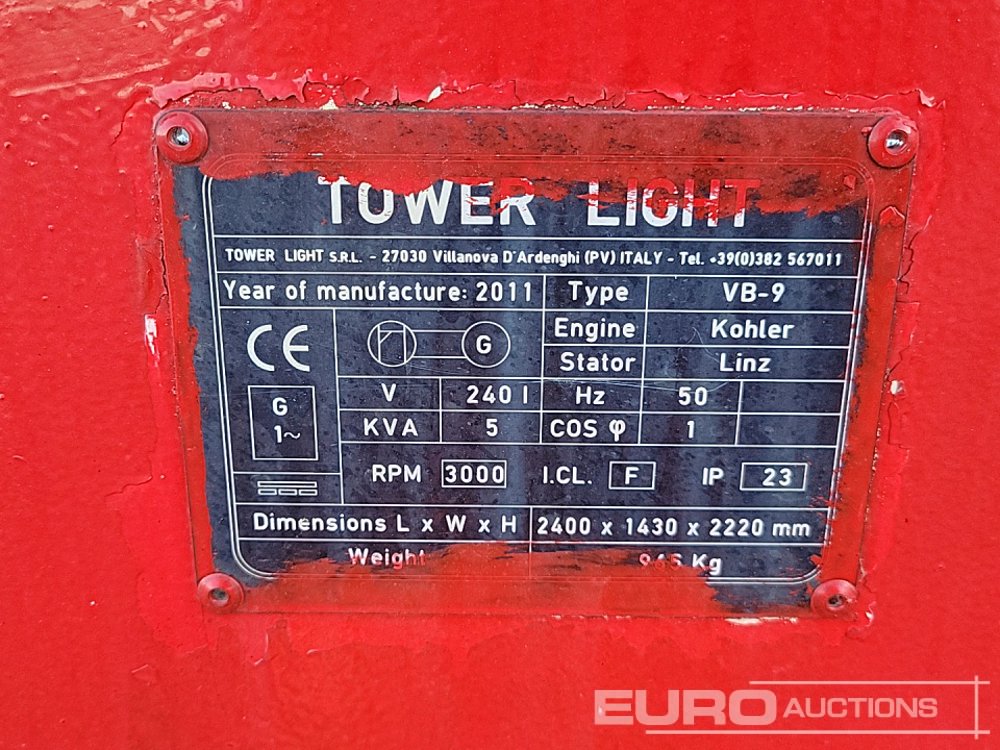 TOWER LIGHT
TOWER LIGHT S.R.L. - 27030 Villanova D'Ardenghi (PV) ITALY - Tel. +39(0)382 567011
Year of manufacture: 2011 Type VB-9
CE G Engine Kohler
Stator Linz
G 1~ V 240 I Hz 50
KVA 5 COS φ 1
RPM 3000 I.CL. F IP 23
Dimensions L x W x H 2400 x 1430 x 2220 mm
Weight Kg
EURO AUCTIONS